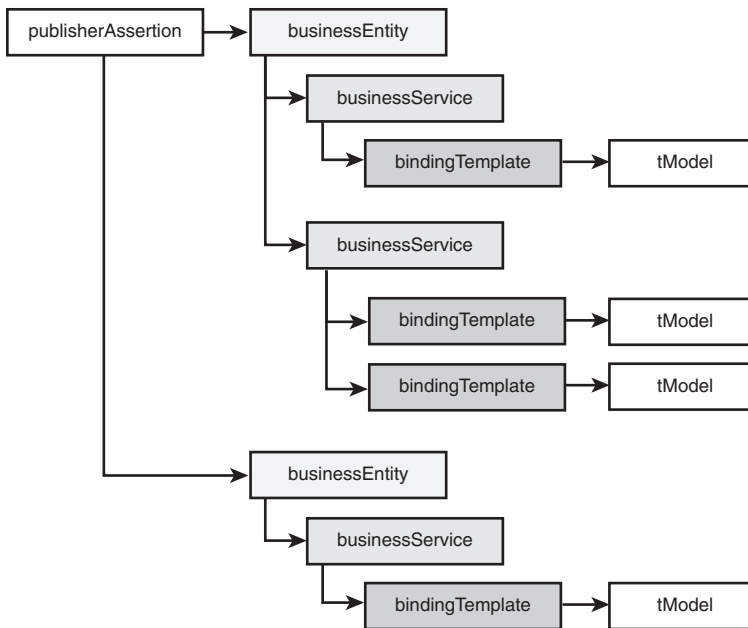 publisherAssertion
businessEntity
businessService
bindingTemplate
tModel
businessService
bindingTemplate
tModel
bindingTemplate
tModel
businessEntity
businessService
bindingTemplate
tModel